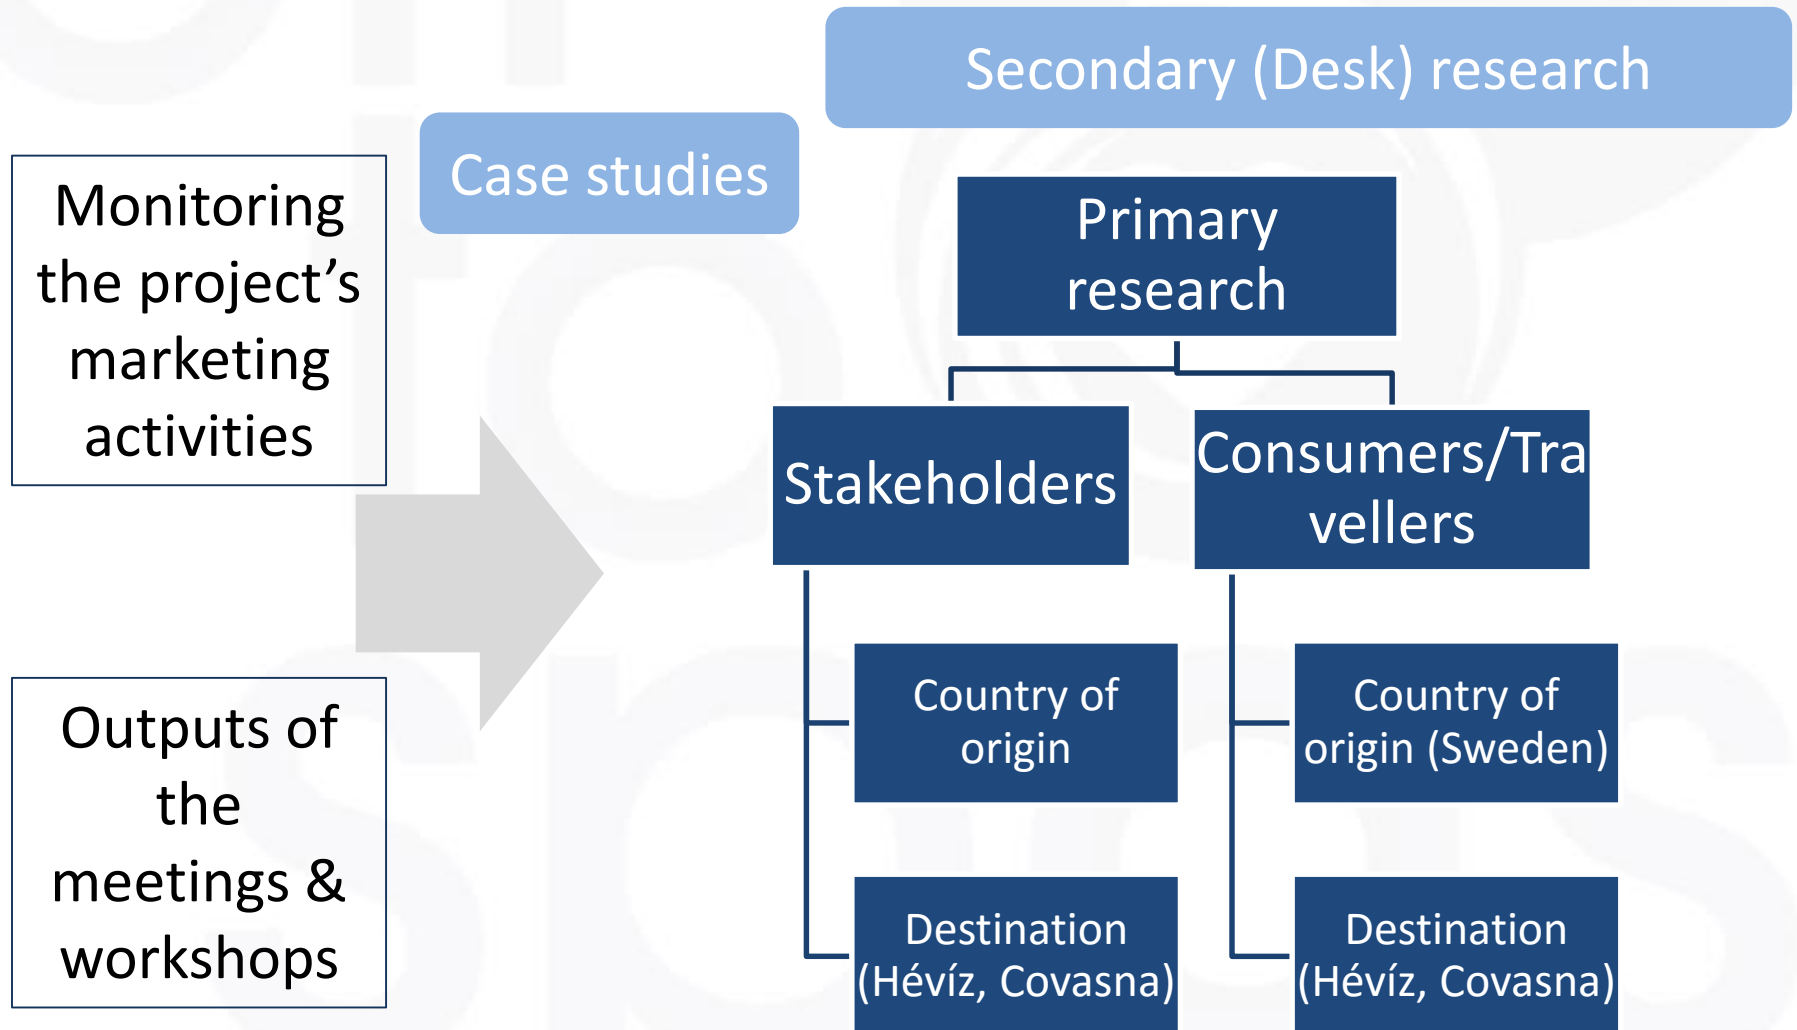 Secondary (Desk) research
Case studies
Monitoring
the project’s
marketing
activities
Primary
research
Stakeholders
Consumers/Tra
vellers
Country of
origin
Country of
origin (Sweden)
Outputs of
the
meetings &
workshops
Destination
(Hévíz, Covasna)
Destination
(Hévíz, Covasna)